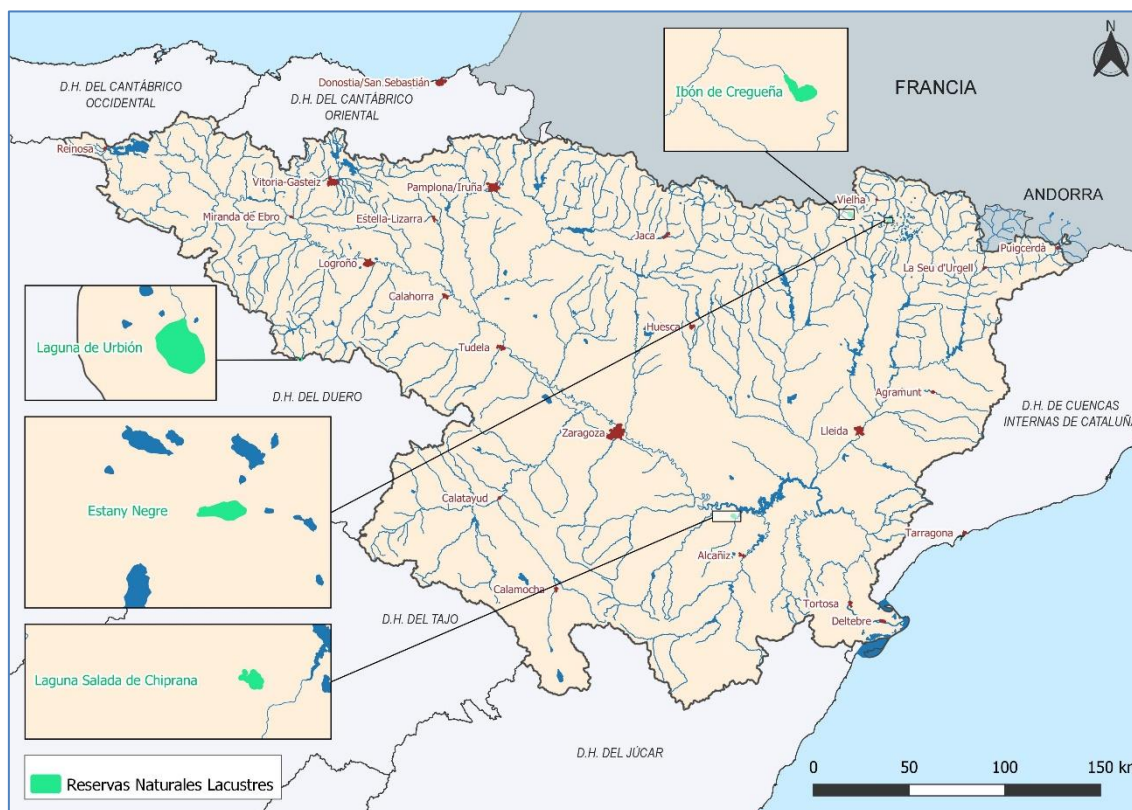 N
FRANCIA
Ibón de Cregueña
D.H. DEL CANTÁBRICO
OCCIDENTAL
Donostia/San Sebastián
D.H. DEL CANTÁBRICO
ORIENTAL
Reinosa
Vitoria-Gasteiz
Pamplona/Iruña
Vielha
ANDORRA
Miranda de Ebro
Estella-Lizarra
Jaca
Puigcerdà
La Seu d'Urgell
Logroño
Calahorra
Huesca
Laguna de Urbión
Tudela
D.H. DEL DUERO
Agramunt
D.H. DE CUENCAS
INTERNAS DE CATALUÑ
Zaragoza
Lleida
Estany Negre
Calatayud
Tarragona
Alcañiz
Calamocha
Tortosa
Deltebre
D.H. DEL TAJO
Laguna Salada de Chiprana
D.H. DEL JÚCAR
Reservas Naturales Lacustres
0 50 100 150 km